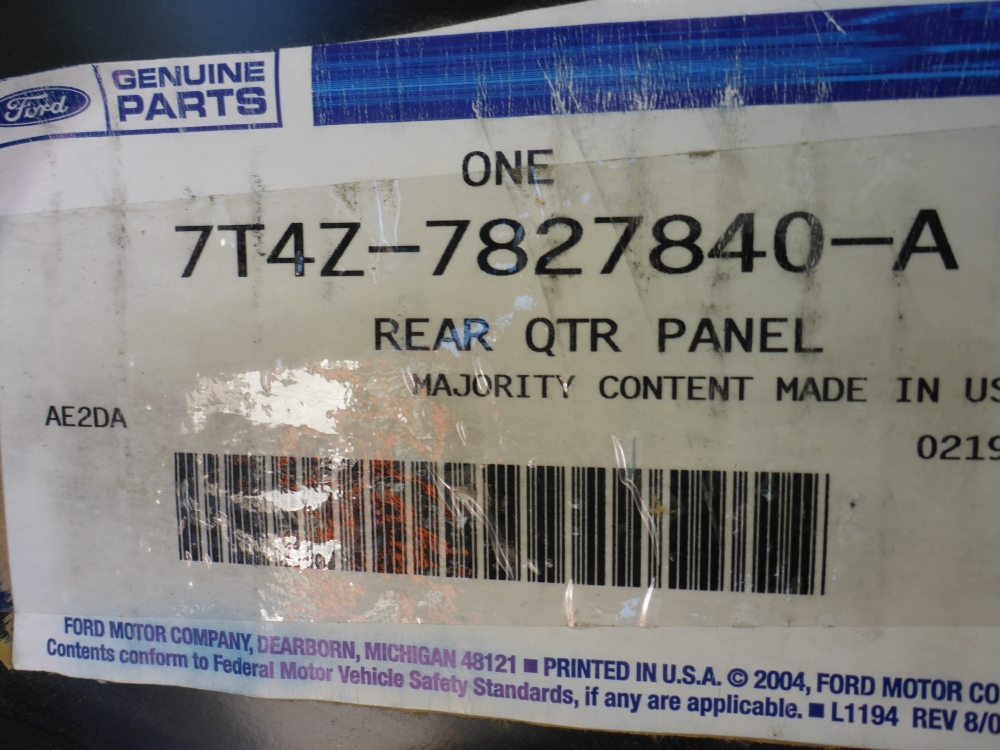 Ford
GENUINE
PARTS
ONE
7T4Z-7827840-A
REAR QTR PANEL
MAJORITY CONTENT MADE IN US
AE2DA
0219
FORD MOTOR COMPANY, DEARBORN, MICHIGAN 48121 ■ PRINTED IN U.S.A. © 2004, FORD MOTOR CO
Contents conform to Federal Motor Vehicle Safety Standards, if any are applicable. ■ L1194 REV 8/0